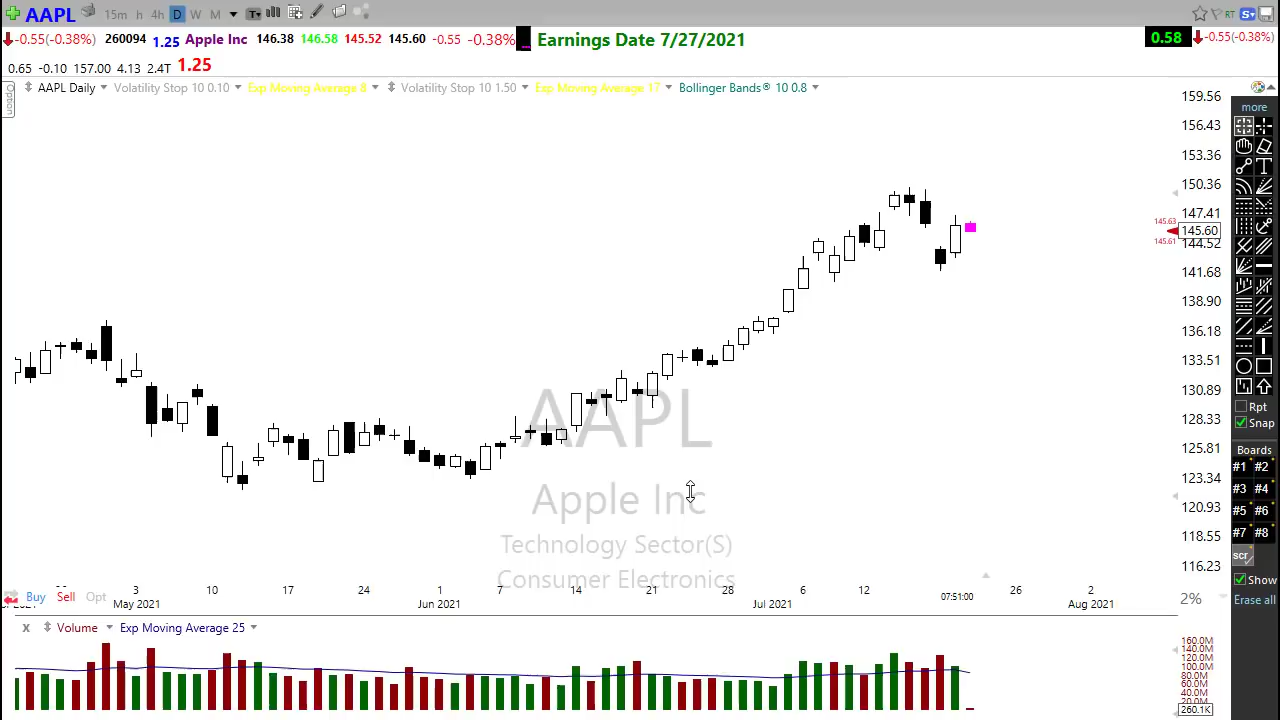 AAPL 15m h 4h D W M T RT S
-0.55(-0.38%) 260094 1.25 Apple Inc 146.38 146.58 145.52 145.60 -0.55 -0.38% Earnings Date 7/27/2021 0.58 -0.55(-0.38%)
0.65 -0.10 157.00 4.13 2.4T 1.25
Option
AAPL Daily Volatility Stop 10 0.10 Exp Moving Average 8 Volatility Stop 10 1.50 Exp Moving Average 17 Bollinger Bands® 10 0.8
159.56
156.43
153.36
150.36
147.41
145.63
145.60
145.61
144.52
141.68
138.90
136.18
133.51
130.89
128.33
125.81
123.34
120.93
118.55
116.23
more
Rpt
Snap
Boards
#1 #2
#3 #4
#5 #6
#7 #8
scr
Show
Erase all
AAPL
Apple Inc
Technology Sector(S)
Consumer Electronics
3 10 17 24 1 7 14 21 28 6 12 26 2
Buy Sell Opt
May 2021 Jun 2021 Jul 2021 07:51:00 Aug 2021
2%
x Volume Exp Moving Average 25
160.0M
140.0M
120.0M
100.0M
80.0M
60.0M
40.0M
260.1K